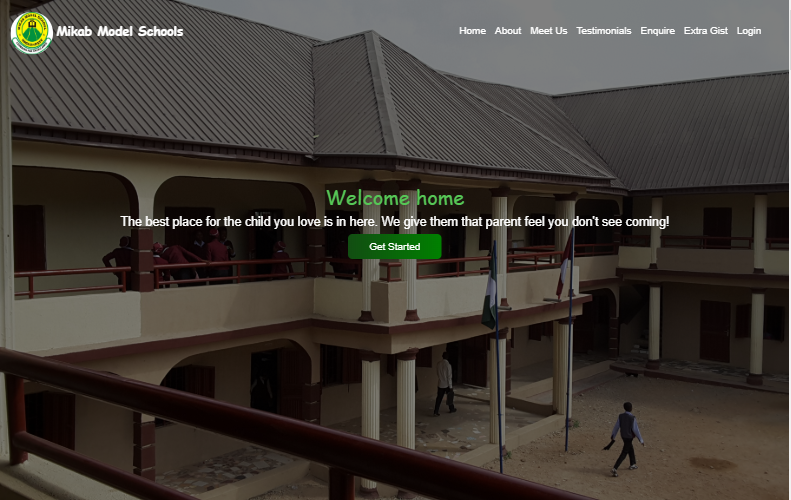 Mikab Model Schools
Home About Meet Us Testimonials Enquire Extra Gist Login
Welcome home
The best place for the child you love is in here. We give them that parent feel you don't see coming!
Get Started